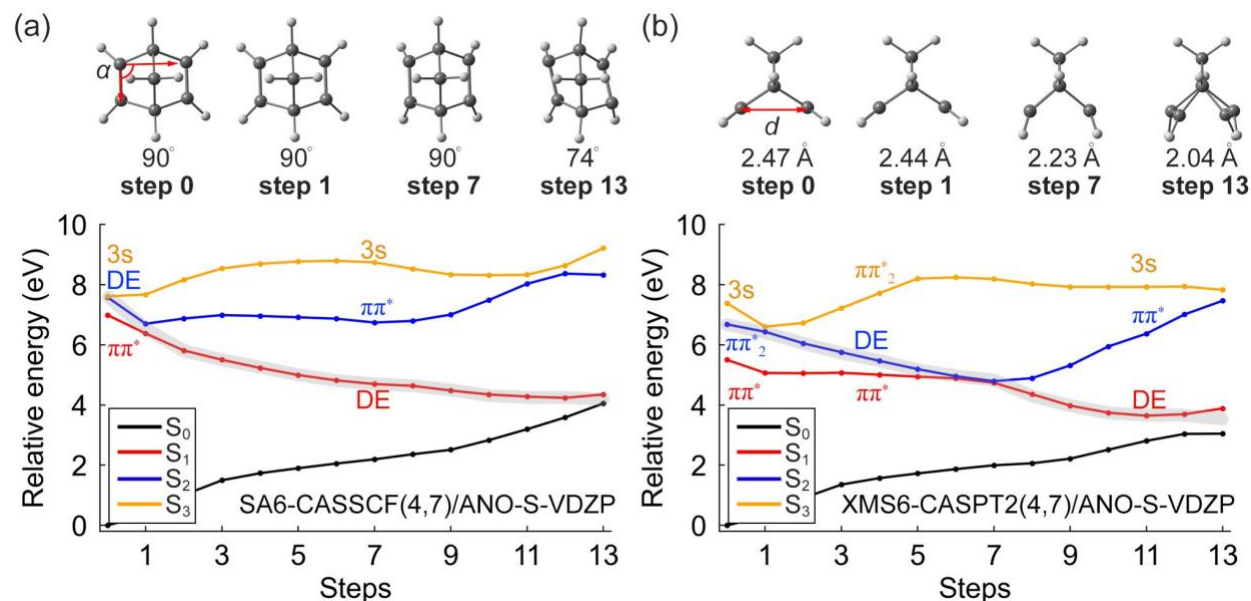 (a)
α
90°
90°
90°
74°
step 0
step 1
step 7
step 13
Relative energy (eV)
10
8
6
4
2
0
3s
DE
ππ*
3s
ππ*
DE
S₀
S₁
S₂
S₃
SA6-CASSCF(4,7)/ANO-S-VDZP
1
3
5
7
9
11
13
Steps
(b)
d
2.47 Å
2.44 Å
2.23 Å
2.04 Å
step 0
step 1
step 7
step 13
Relative energy (eV)
10
8
6
4
2
0
3s
ππ*₂
ππ*
ππ*₂
DE
ππ*
3s
ππ*
DE
S₀
S₁
S₂
S₃
XMS6-CASPT2(4,7)/ANO-S-VDZP
1
3
5
7
9
11
13
Steps